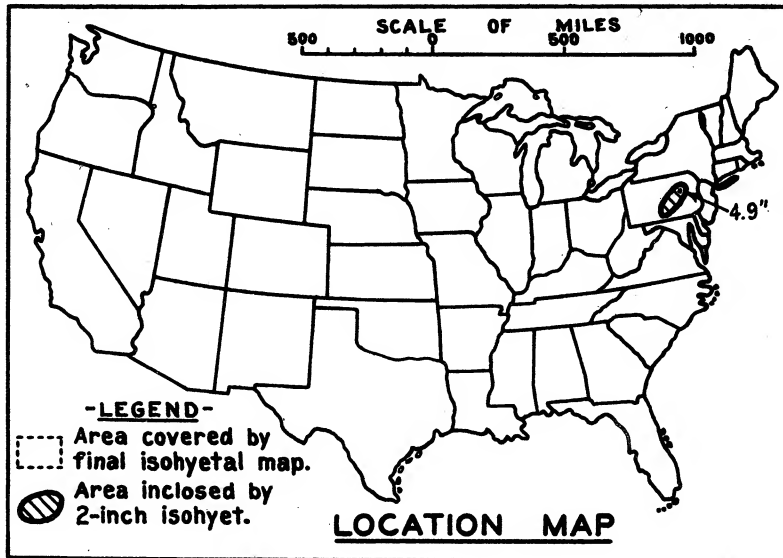 SCALE OF MILES
500 0 500 1000
4.9"
-LEGEND-
Area covered by
final isohyetal map.
Area inclosed by
2-inch isohyet.
LOCATION MAP